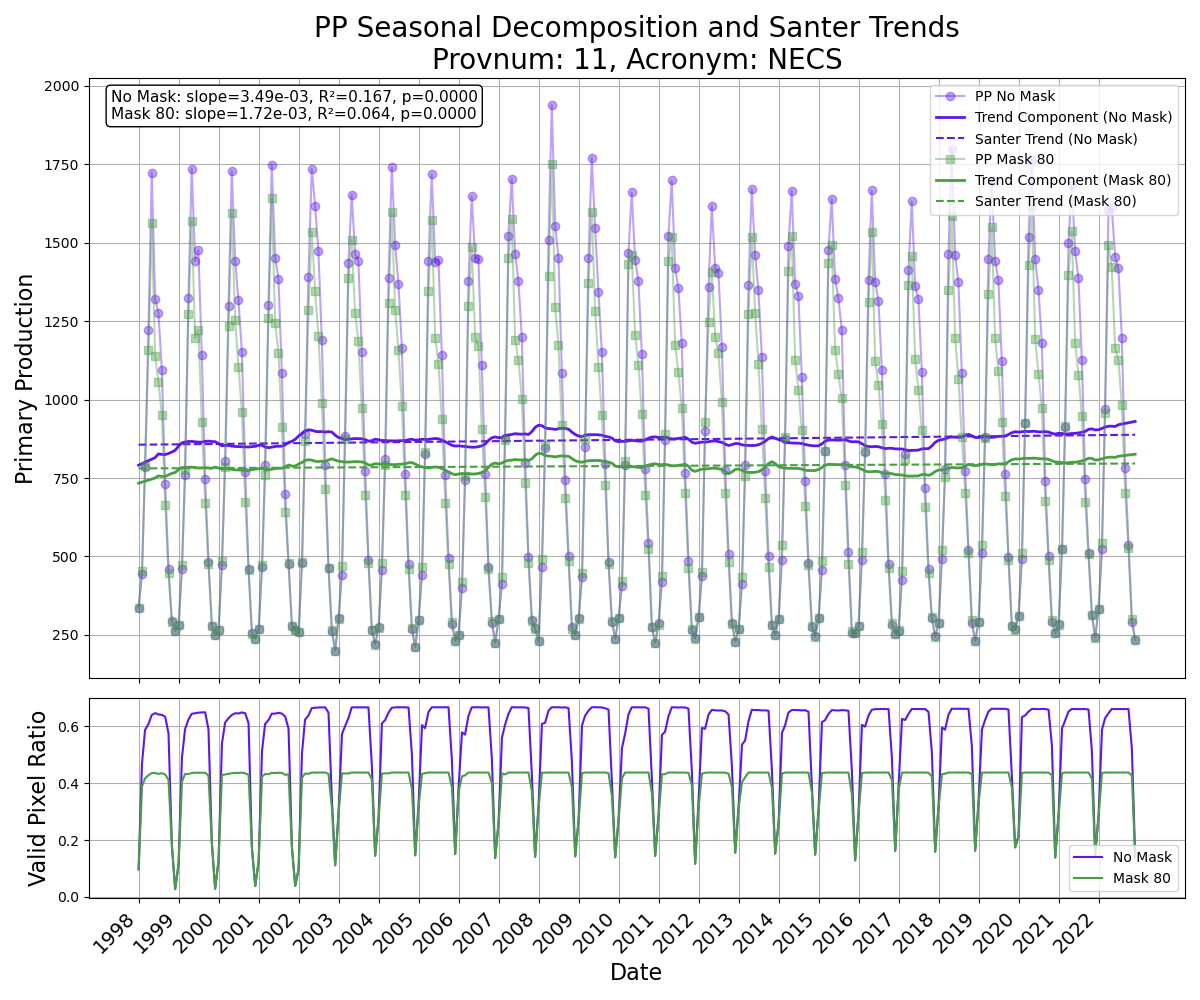 PP Seasonal Decomposition and Santer Trends
Provnum: 11, Acronym: NECS
No Mask: slope=3.49e-03, R²=0.167, p=0.0000
Mask 80: slope=1.72e-03, R²=0.064, p=0.0000
PP No Mask
Trend Component (No Mask)
Santer Trend (No Mask)
PP Mask 80
Trend Component (Mask 80)
Santer Trend (Mask 80)
Primary Production
2000
1750
1500
1250
1000
750
500
250
Valid Pixel Ratio
0.6
0.4
0.2
0.0
No Mask
Mask 80
1998
1999
2000
2001
2002
2003
2004
2005
2006
2007
2008
2009
2010
2011
2012
2013
2014
2015
2016
2017
2018
2019
2020
2021
2022
Date